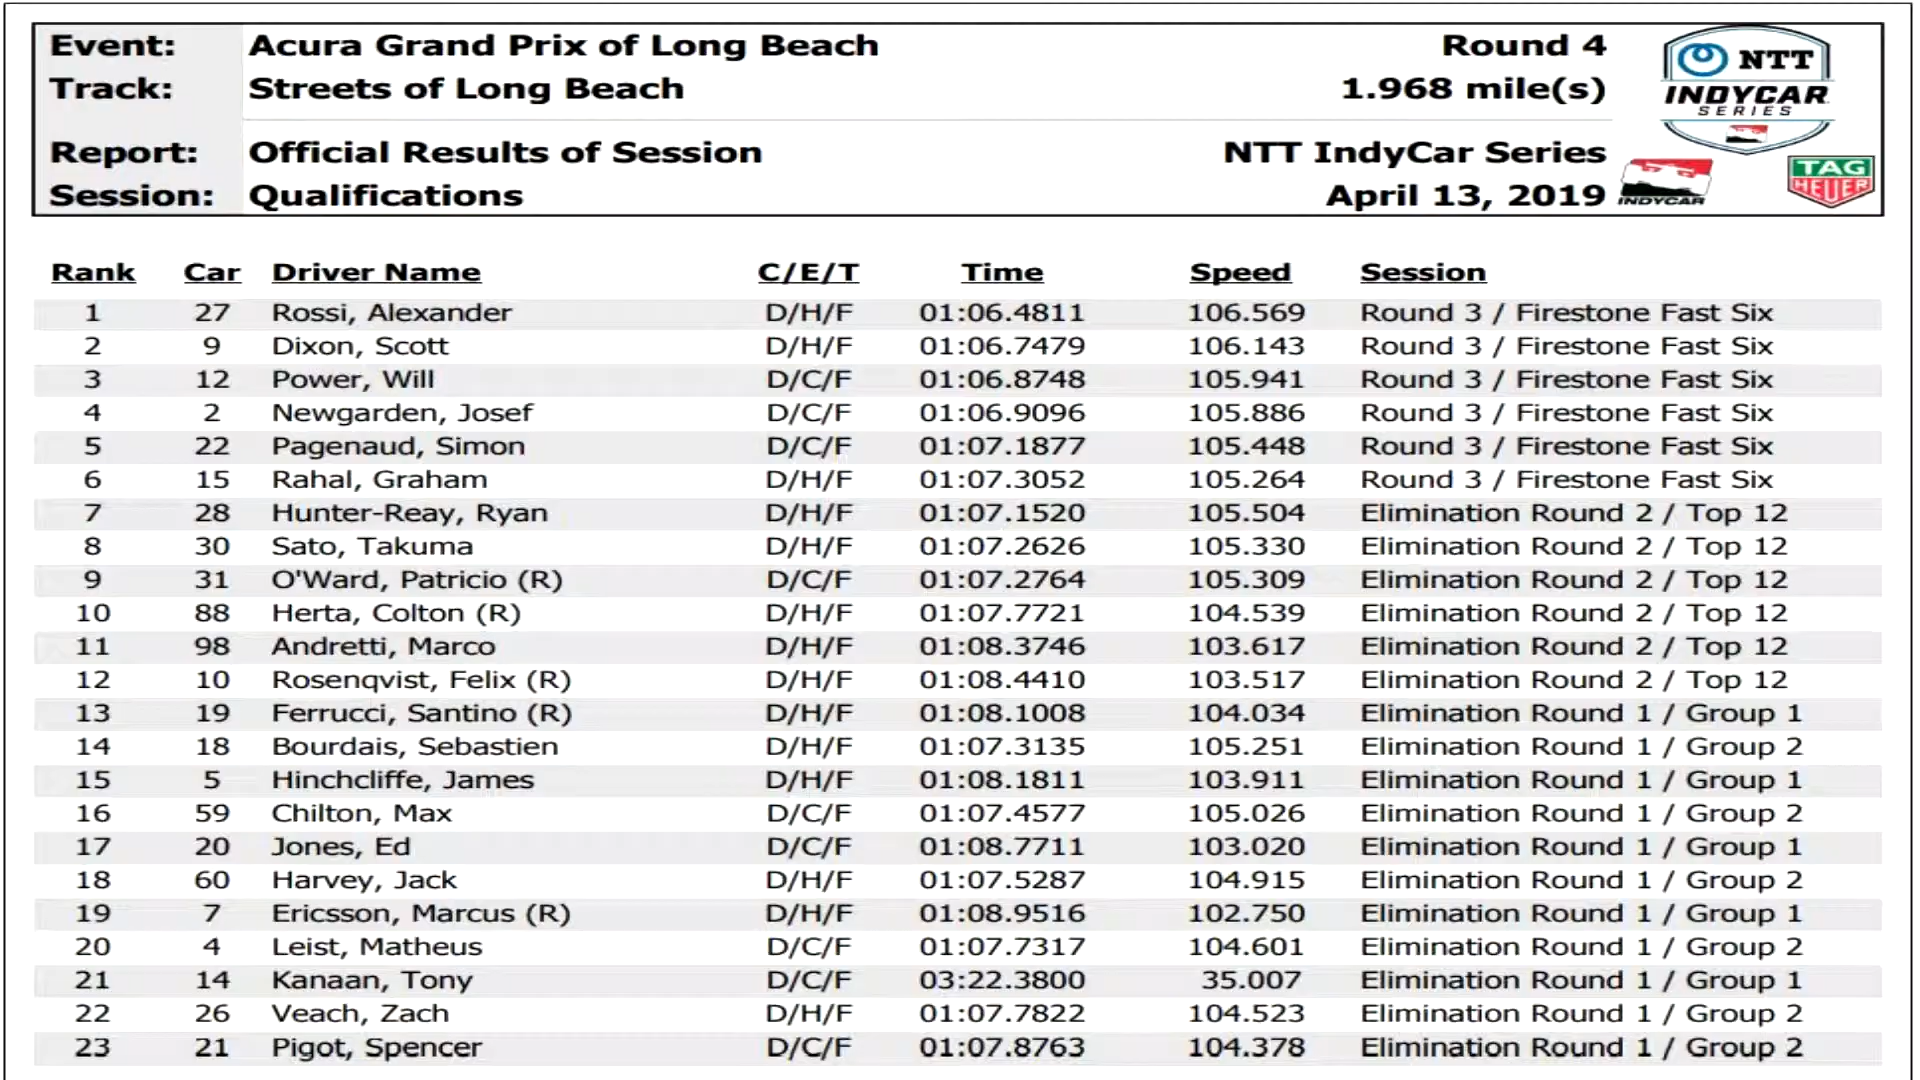 Event: Acura Grand Prix of Long Beach Round 4
Track: Streets of Long Beach 1.968 mile(s)
Report: Official Results of Session NTT IndyCar Series
Session: Qualifications April 13, 2019
NTT
INDYCAR
SERIES
INDYCAR
TAG
HEUER
Rank Car Driver Name C/E/T Time Speed Session
1 27 Rossi, Alexander D/H/F 01:06.4811 106.569 Round 3 / Firestone Fast Six
2 9 Dixon, Scott D/H/F 01:06.7479 106.143 Round 3 / Firestone Fast Six
3 12 Power, Will D/C/F 01:06.8748 105.941 Round 3 / Firestone Fast Six
4 2 Newgarden, Josef D/C/F 01:06.9096 105.886 Round 3 / Firestone Fast Six
5 22 Pagenaud, Simon D/C/F 01:07.1877 105.448 Round 3 / Firestone Fast Six
6 15 Rahal, Graham D/H/F 01:07.3052 105.264 Round 3 / Firestone Fast Six
7 28 Hunter-Reay, Ryan D/H/F 01:07.1520 105.504 Elimination Round 2 / Top 12
8 30 Sato, Takuma D/H/F 01:07.2626 105.330 Elimination Round 2 / Top 12
9 31 O'Ward, Patricio (R) D/C/F 01:07.2764 105.309 Elimination Round 2 / Top 12
10 88 Herta, Colton (R) D/H/F 01:07.7721 104.539 Elimination Round 2 / Top 12
11 98 Andretti, Marco D/H/F 01:08.3746 103.617 Elimination Round 2 / Top 12
12 10 Rosenqvist, Felix (R) D/H/F 01:08.4410 103.517 Elimination Round 2 / Top 12
13 19 Ferrucci, Santino (R) D/H/F 01:08.1008 104.034 Elimination Round 1 / Group 1
14 18 Bourdais, Sebastien D/H/F 01:07.3135 105.251 Elimination Round 1 / Group 2
15 5 Hinchcliffe, James D/H/F 01:08.1811 103.911 Elimination Round 1 / Group 1
16 59 Chilton, Max D/C/F 01:07.4577 105.026 Elimination Round 1 / Group 2
17 20 Jones, Ed D/C/F 01:08.7711 103.020 Elimination Round 1 / Group 1
18 60 Harvey, Jack D/H/F 01:07.5287 104.915 Elimination Round 1 / Group 2
19 7 Ericsson, Marcus (R) D/H/F 01:08.9516 102.750 Elimination Round 1 / Group 1
20 4 Leist, Matheus D/C/F 01:07.7317 104.601 Elimination Round 1 / Group 2
21 14 Kanaan, Tony D/C/F 03:22.3800 35.007 Elimination Round 1 / Group 1
22 26 Veach, Zach D/H/F 01:07.7822 104.523 Elimination Round 1 / Group 2
23 21 Pigot, Spencer D/C/F 01:07.8763 104.378 Elimination Round 1 / Group 2